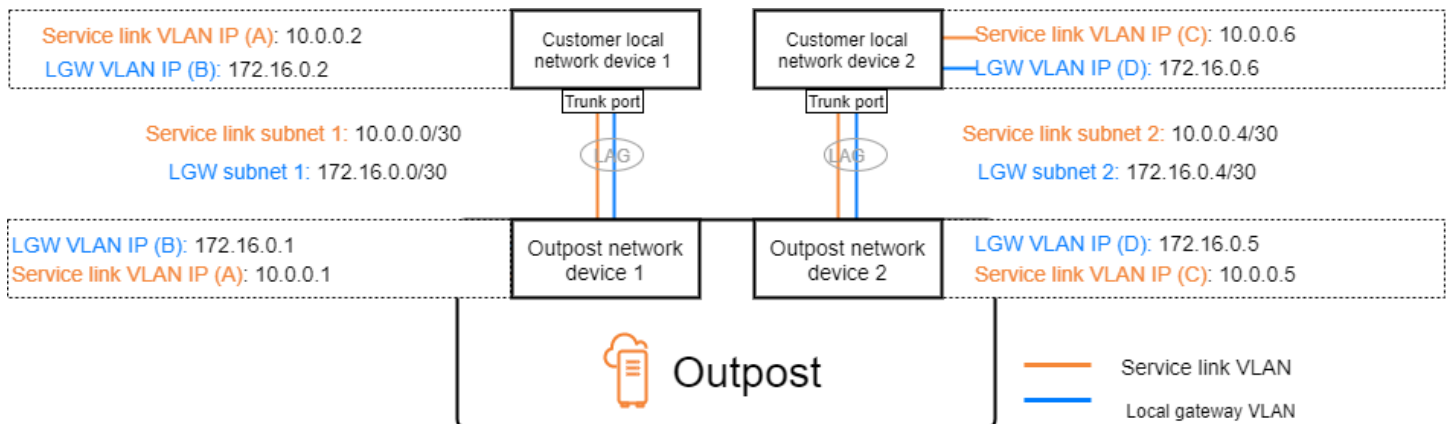 Service link VLAN IP (A): 10.0.0.2
LGW VLAN IP (B): 172.16.0.2
Customer local
network device 1
Customer local
network device 2
Service link VLAN IP (C): 10.0.0.6
LGW VLAN IP (D): 172.16.0.6
Trunk port
Trunk port
Service link subnet 1: 10.0.0.0/30
LGW subnet 1: 172.16.0.0/30
LAG
LAG
Service link subnet 2: 10.0.0.4/30
LGW subnet 2: 172.16.0.4/30
LGW VLAN IP (B): 172.16.0.1
Service link VLAN IP (A): 10.0.0.1
Outpost network
device 1
Outpost network
device 2
LGW VLAN IP (D): 172.16.0.5
Service link VLAN IP (C): 10.0.0.5
Outpost
Service link VLAN
Local gateway VLAN